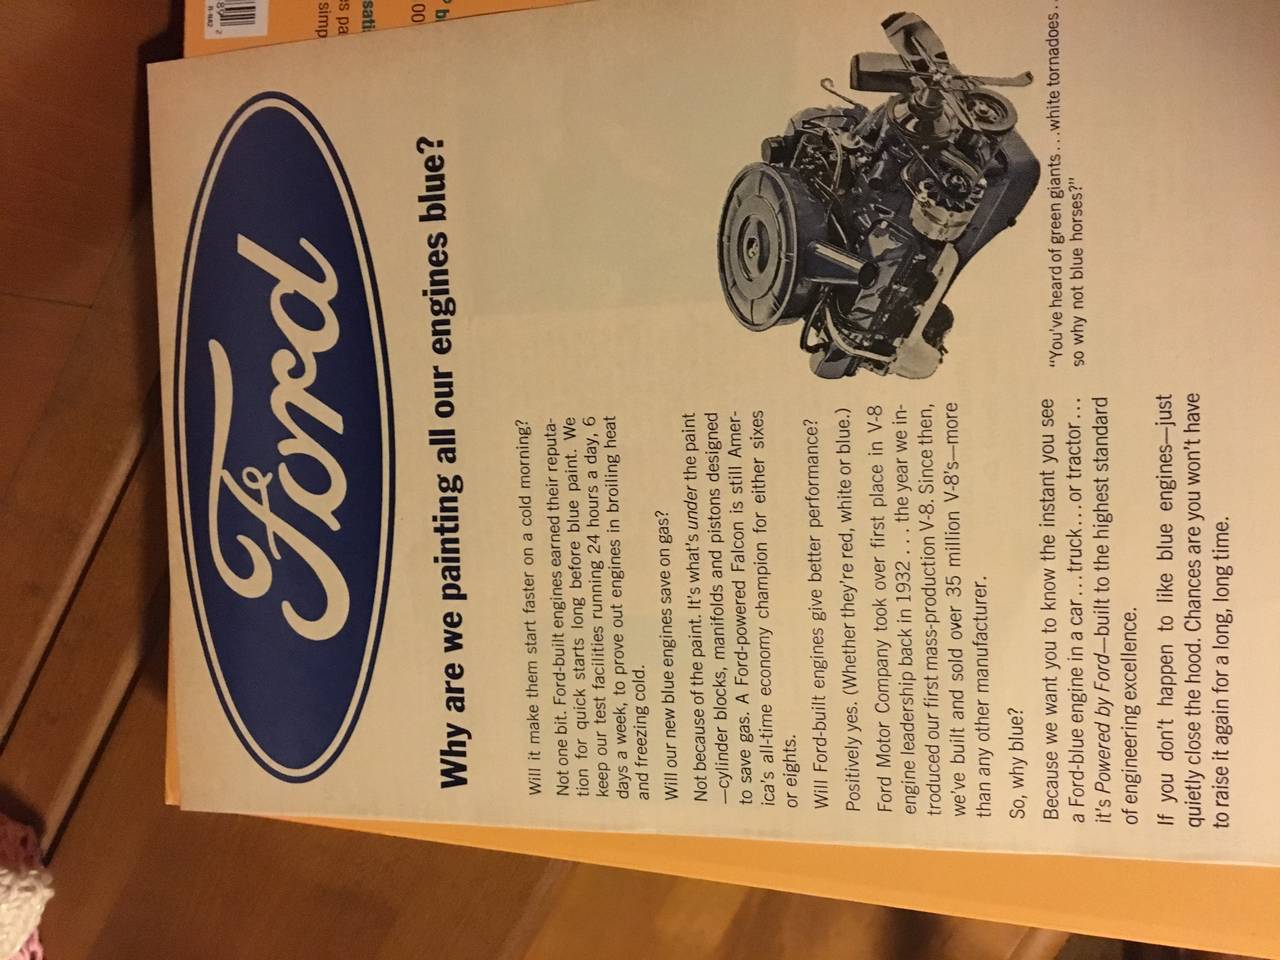 Ford
Why are we painting all our engines blue?
Will it make them start faster on a cold morning?
Not one bit. Ford-built engines earned their reputa-
tion for quick starts long before blue paint. We
keep our test facilities running 24 hours a day, 6
days a week, to prove out engines in broiling heat
and freezing cold.
Will our new blue engines save on gas?
Not because of the paint. It's what's under the paint
—cylinder blocks, manifolds and pistons designed
to save gas. A Ford-powered Falcon is still Amer-
ica's all-time economy champion for either sixes
or eights.
Will Ford-built engines give better performance?
Positively yes. (Whether they're red, white or blue.)
Ford Motor Company took over first place in V-8
engine leadership back in 1932 . . . the year we in-
troduced our first mass-production V-8. Since then,
we've built and sold over 35 million V-8's—more
than any other manufacturer.
So, why blue?
Because we want you to know the instant you see
a Ford-blue engine in a car . . . truck . . . or tractor . . .
it's Powered by Ford—built to the highest standard
of engineering excellence.
If you don't happen to like blue engines—just
quietly close the hood. Chances are you won't have
to raise it again for a long, long time.
"You've heard of green giants . . . white tornadoes . .
so why not blue horses?"